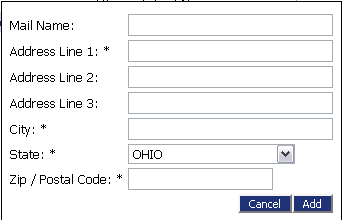 Mail Name:
Address Line 1: *
Address Line 2:
Address Line 3:
City: *
State: * OHIO
Zip / Postal Code: *
Cancel Add